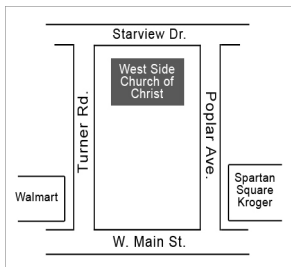 Starview Dr.
West Side
Church of
Christ
Turner Rd.
Poplar Ave.
Walmart
Spartan
Square
Kroger
W. Main St.